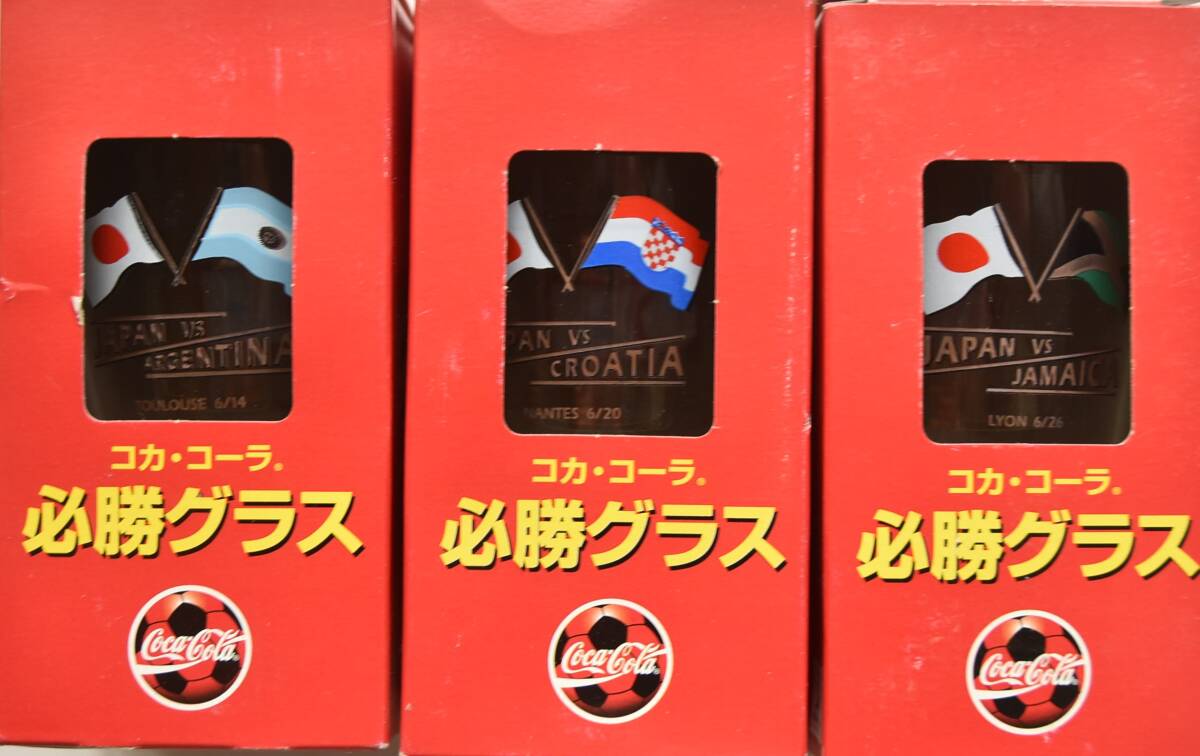 JAPAN VS
ARGENTINA
TOULOUSE 6/14
コカ・コーラ®
必勝グラス
Coca-Cola®
PAN VS
CROATIA
NANTES 6/20
コカ・コーラ®
必勝グラス
Coca-Cola®
JAPAN VS
JAMAICA
LYON 6/26
コカ・コーラ®
必勝グラス
Coca-Cola®